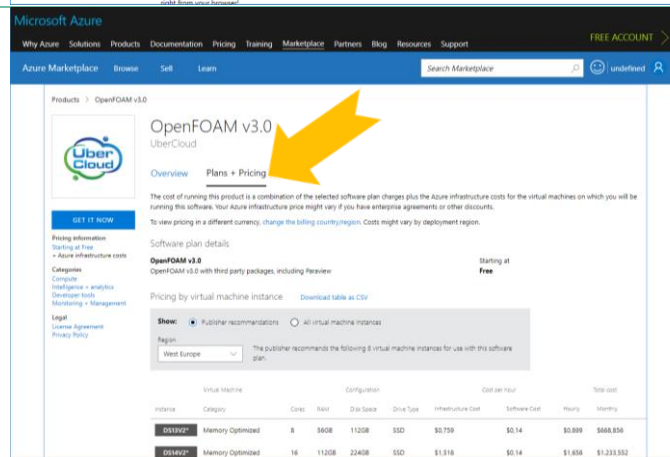 right from your browser!
Microsoft Azure
FREE ACCOUNT
Why Azure Solutions Products Documentation Pricing Training Marketplace Partners Blog Resources Support
Azure Marketplace Browse Sell Learn Search Marketplace undefined
Products > OpenFOAM v3.0
Uber
Cloud
OpenFOAM v3.0
UberCloud
Overview Plans + Pricing
The cost of running this product is a combination of the selected software plan charges plus the Azure infrastructure costs for the virtual machines on which you will be
running this software. Your Azure infrastructure price might vary if you have enterprise agreements or other discounts.
To view pricing in a different currency, change the billing country/region. Costs might vary by deployment region.
GET IT NOW
Pricing information
Starting at Free
+ Azure infrastructure costs
Categories
Compute
Intelligence + analytics
Developer tools
Monitoring + Management
Legal
License Agreement
Privacy Policy
Software plan details
OpenFOAM v3.0 Starting at
OpenFOAM v3.0 with third party packages, including Paraview Free
Pricing by virtual machine instance Download table as CSV
Show: Publisher recommendations All virtual machine instances
Region
West Europe
The publisher recommends the following 6 virtual machine instances for use with this software
plan.
Virtual Machine Configuration Cost per hour Total cost
Instance Category Cores RAM Disk Space Drive Type Infrastructure Cost Software Cost Hourly Monthly
DS13V2* Memory Optimized 8 56GB 112GB SSD $0,759 $0,14 $0,899 $668,856
DS14V2* Memory Optimized 16 112GB 224GB SSD $1,518 $0,14 $1,658 $1.233,552